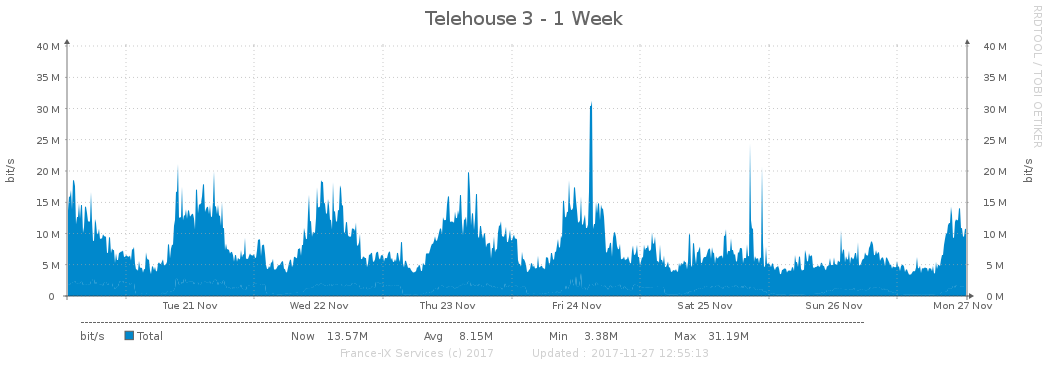 Telehouse 3 - 1 Week
RRDTOOL / TOBI OETIKER
40 M 40 M
35 M 35 M
30 M 30 M
25 M 25 M
20 M 20 M
15 M 15 M
10 M 10 M
5 M 5 M
0 0 M
bit/s bit/s
Tue 21 Nov Wed 22 Nov Thu 23 Nov Fri 24 Nov Sat 25 Nov Sun 26 Nov Mon 27 Nov
bit/s Total Now 13.57M Avg 8.15M Min 3.38M Max 31.19M
France-IX Services (c) 2017 Updated : 2017-11-27 12:55:13